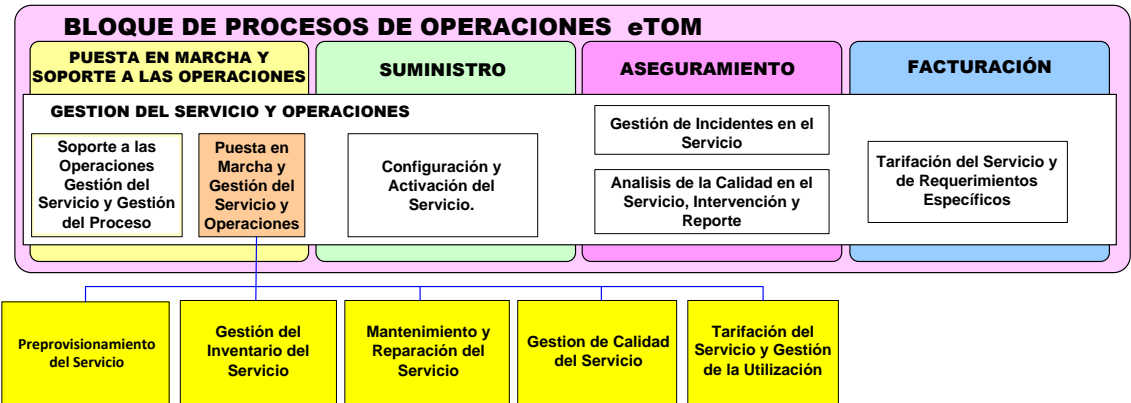 BLOQUE DE PROCESOS DE OPERACIONES eTOM
PUESTA EN MARCHA Y
SOPORTE A LAS OPERACIONES
SUMINISTRO
ASEGURAMIENTO
FACTURACIÓN
GESTION DEL SERVICIO Y OPERACIONES
Soporte a las
Operaciones
Gestión del
Servicio y Gestión
del Proceso
Puesta en
Marcha y
Gestión del
Servicio y
Operaciones
Configuración y
Activación del
Servicio.
Gestión de Incidentes en el
Servicio
Analisis de la Calidad en el
Servicio, Intervención y
Reporte
Tarifación del Servicio y
de Requerimientos
Específicos
Preprovisionamiento
del Servicio
Gestión del
Inventario del
Servicio
Mantenimiento y
Reparación del
Servicio
Gestion de Calidad
del Servicio
Tarifación del
Servicio y Gestión
de la Utilización